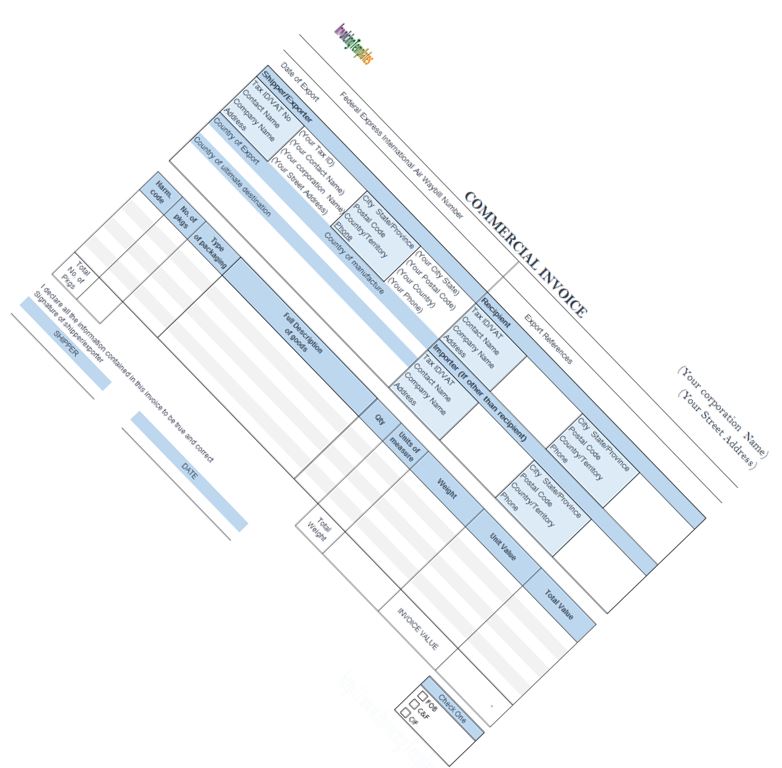 InvoicingTemplates
COMMERCIAL INVOICE
(Your corporation Name)
(Your Street Address)
Federal Express International Air Waybill Number
Date of Export
Export References
Shipper/Exporter
Tax ID/VAT No
Contact Name
Company Name
Address
(Your Tax ID)
(Your Contact Name)
(Your corporation Name)
(Your Street Address)
City State/Province
Postal Code
Country/Territory
Phone
(Your City State)
(Your Postal Code)
(Your Country)
(Your Phone)
Recipient
Tax ID/VAT
Contact Name
Company Name
Address
City State/Province
Postal Code
Country/Territory
Phone
Country of Export
Country of manufacture
Country of ultimate destination
Importer (If other than recipient)
Tax ID/VAT
Contact Name
Company Name
Address
City State/Province
Postal Code
Country/Territory
Phone
Harm. code
No. of pkgs
Type of packaging
Full Description of goods
Qty
Units of measure
Weight
Unit Value
Total Value
Total No. of Pkgs
Total Weight
INVOICE VALUE
Check One
FOB
C&F
CIF
I declare all the information contained in this invoice to be true and correct
Signature of shipper/exporter
SHIPPER
DATE